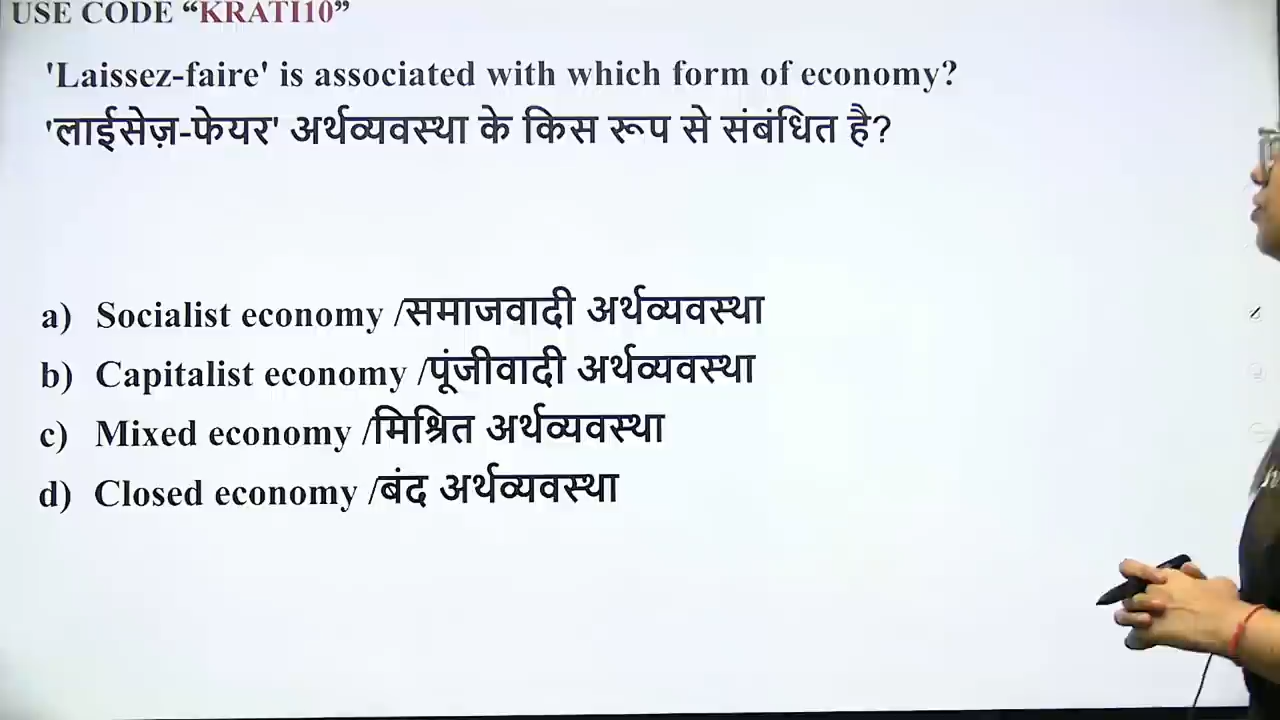 USE CODE “KRATI10”
'Laissez-faire' is associated with which form of economy?
'लाईसेज़-फेयर' अर्थव्यवस्था के किस रूप से संबंधित है?
a) Socialist economy /समाजवादी अर्थव्यवस्था
b) Capitalist economy /पूंजीवादी अर्थव्यवस्था
c) Mixed economy /मिश्रित अर्थव्यवस्था
d) Closed economy /बंद अर्थव्यवस्था